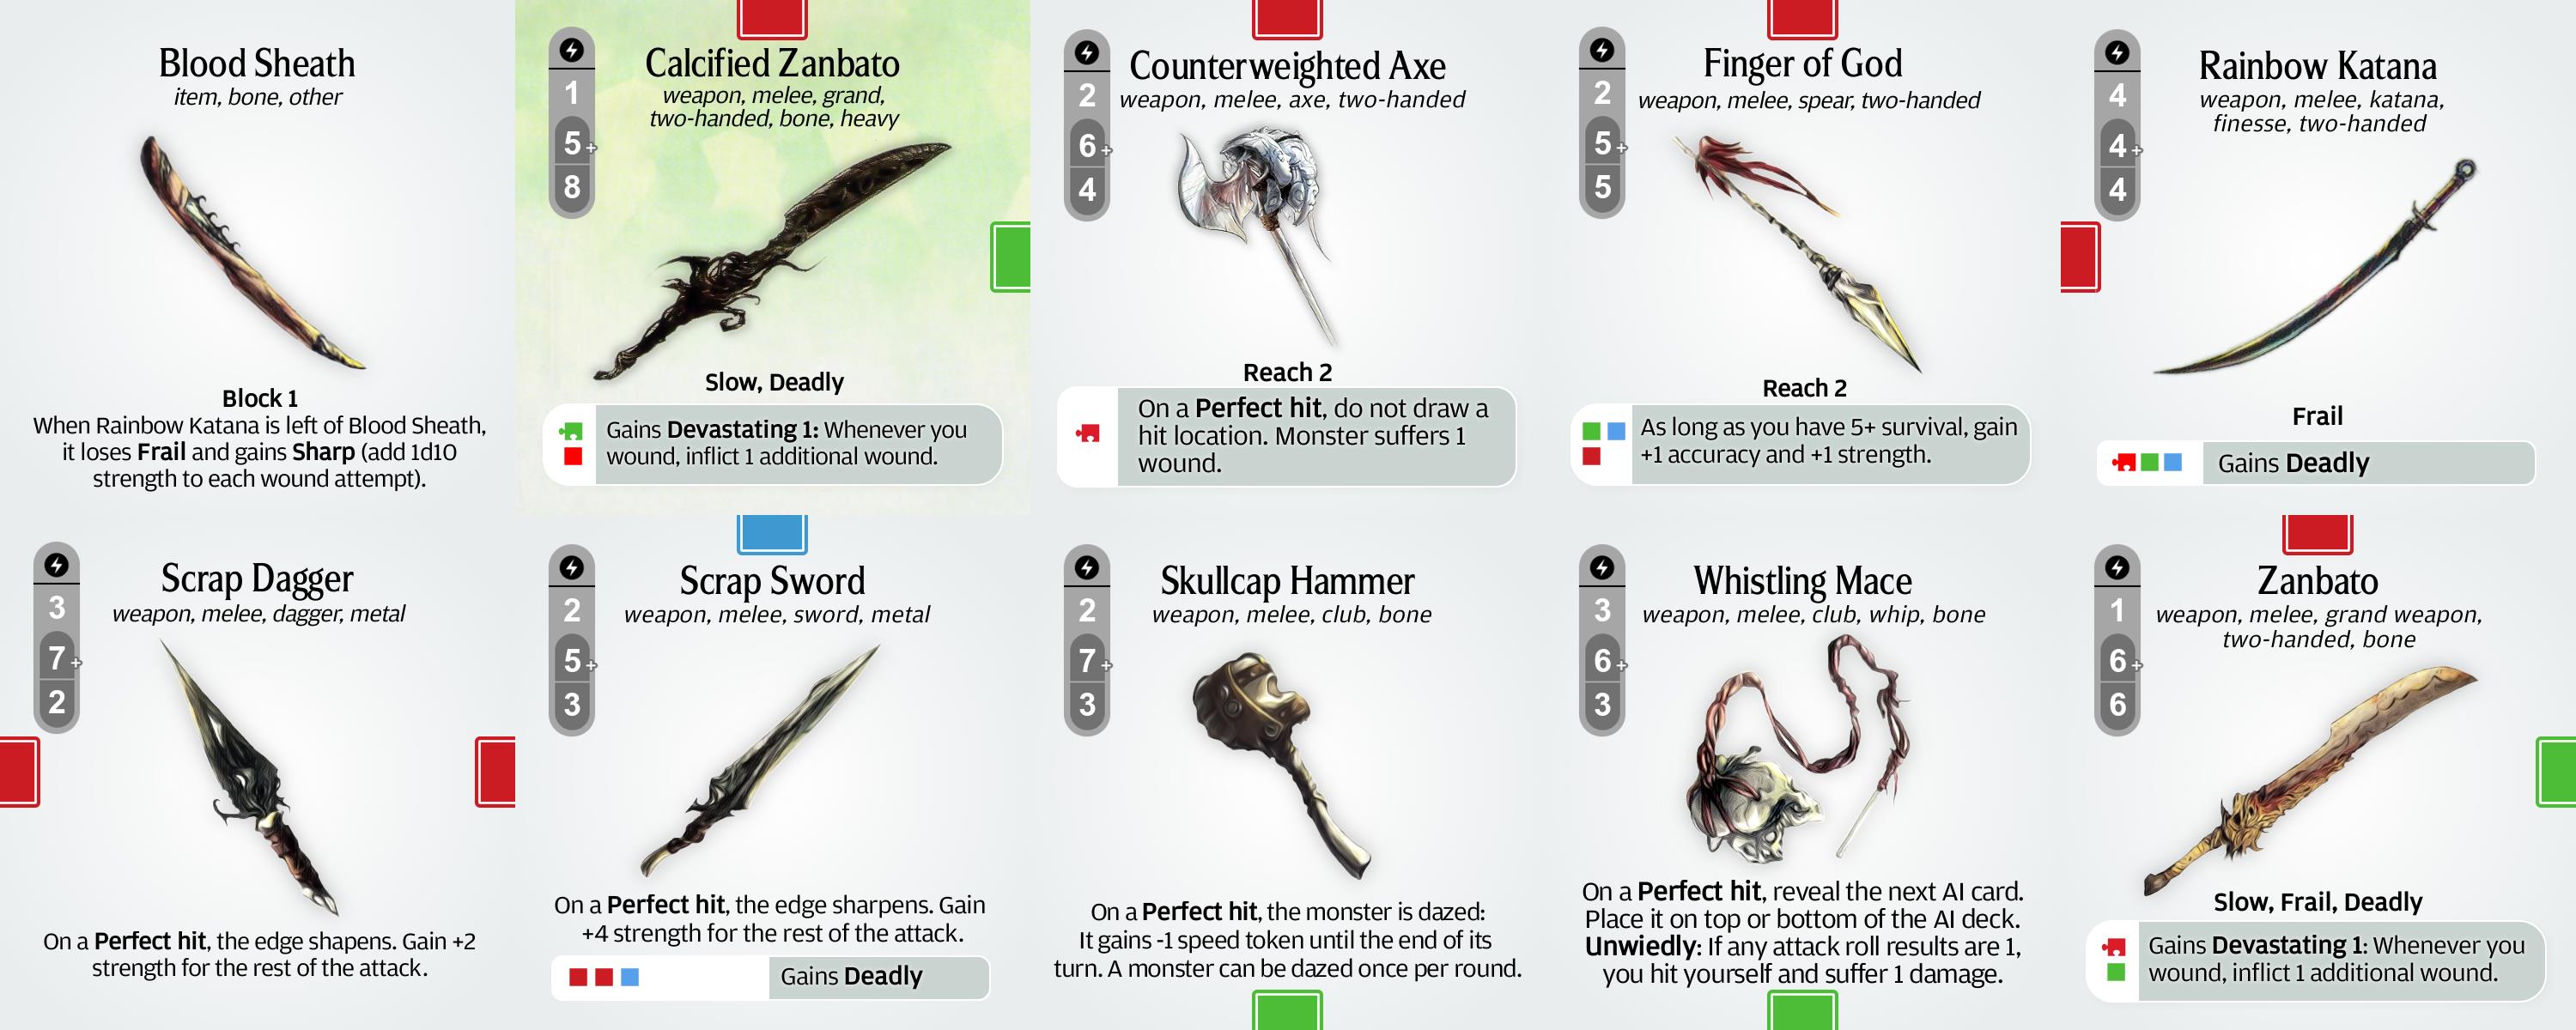 Blood Sheath
item, bone, other
Block 1
When Rainbow Katana is left of Blood Sheath,
it loses Frail and gains Sharp (add 1d10
strength to each wound attempt).
Calcified Zanbato
weapon, melee, grand,
two-handed, bone, heavy
1
5+
8
Slow, Deadly
Gains Devastating 1: Whenever you
wound, inflict 1 additional wound.
Counterweighted Axe
weapon, melee, axe, two-handed
2
6+
4
Reach 2
On a Perfect hit, do not draw a
hit location. Monster suffers 1
wound.
Finger of God
weapon, melee, spear, two-handed
2
5+
5
Reach 2
As long as you have 5+ survival, gain
+1 accuracy and +1 strength.
Rainbow Katana
weapon, melee, katana,
finesse, two-handed
4
4+
4
Frail
Gains Deadly
Scrap Dagger
weapon, melee, dagger, metal
3
7+
2
On a Perfect hit, the edge shapens. Gain +2
strength for the rest of the attack.
Scrap Sword
weapon, melee, sword, metal
2
5+
3
On a Perfect hit, the edge sharpens. Gain
+4 strength for the rest of the attack.
Gains Deadly
Skullcap Hammer
weapon, melee, club, bone
2
7+
3
On a Perfect hit, the monster is dazed:
It gains -1 speed token until the end of its
turn. A monster can be dazed once per round.
Whistling Mace
weapon, melee, club, whip, bone
3
6+
3
On a Perfect hit, reveal the next AI card.
Place it on top or bottom of the AI deck.
Unwiedly: If any attack roll results are 1,
you hit yourself and suffer 1 damage.
Zanbato
weapon, melee, grand weapon,
two-handed, bone
1
6+
6
Slow, Frail, Deadly
Gains Devastating 1: Whenever you
wound, inflict 1 additional wound.